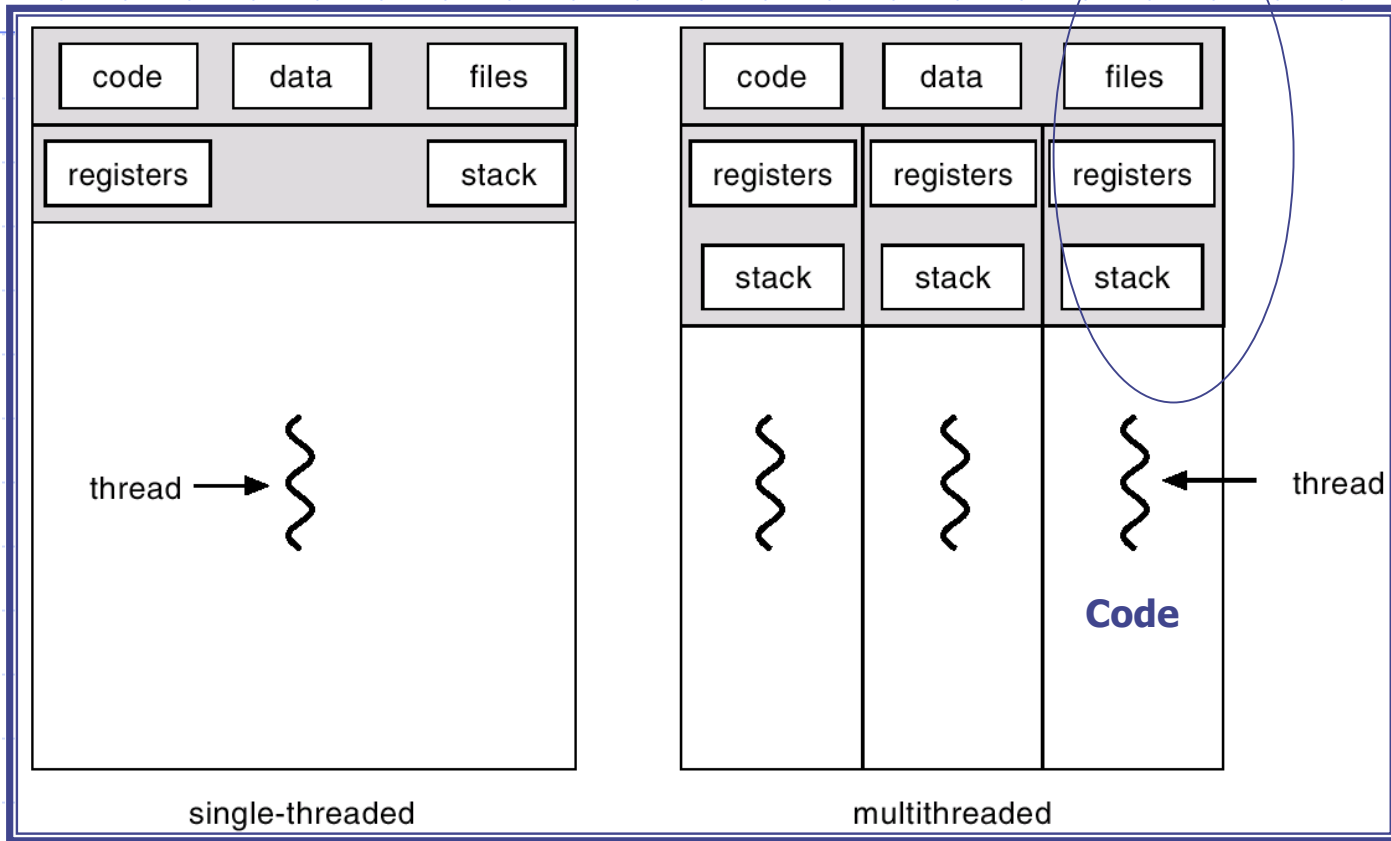 code data files
registers stack
thread
single-threaded
code data files
registers registers registers
stack stack stack
thread
Code
multithreaded